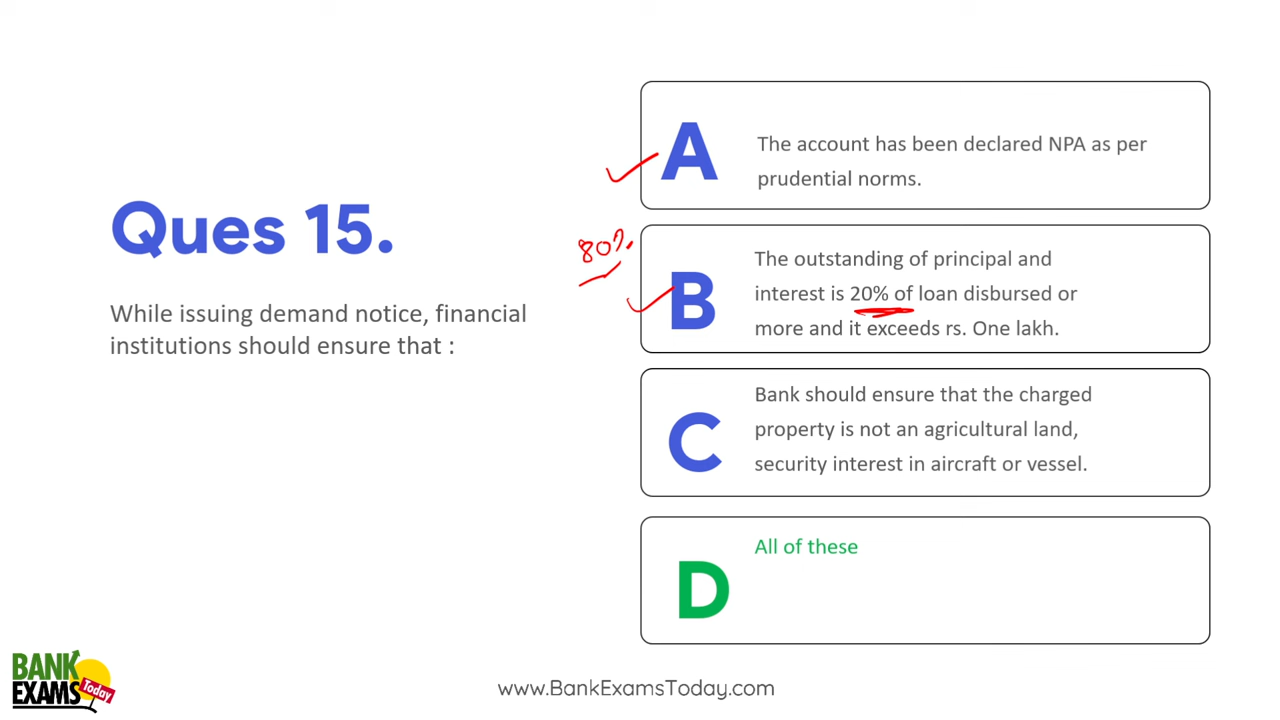 Ques 15.
While issuing demand notice, financial
institutions should ensure that :
A
The account has been declared NPA as per
prudential norms.
80%
B
The outstanding of principal and
interest is 20% of loan disbursed or
more and it exceeds rs. One lakh.
C
Bank should ensure that the charged
property is not an agricultural land,
security interest in aircraft or vessel.
D
All of these
BANK
EXAMS
Today
www.BankExamsToday.com